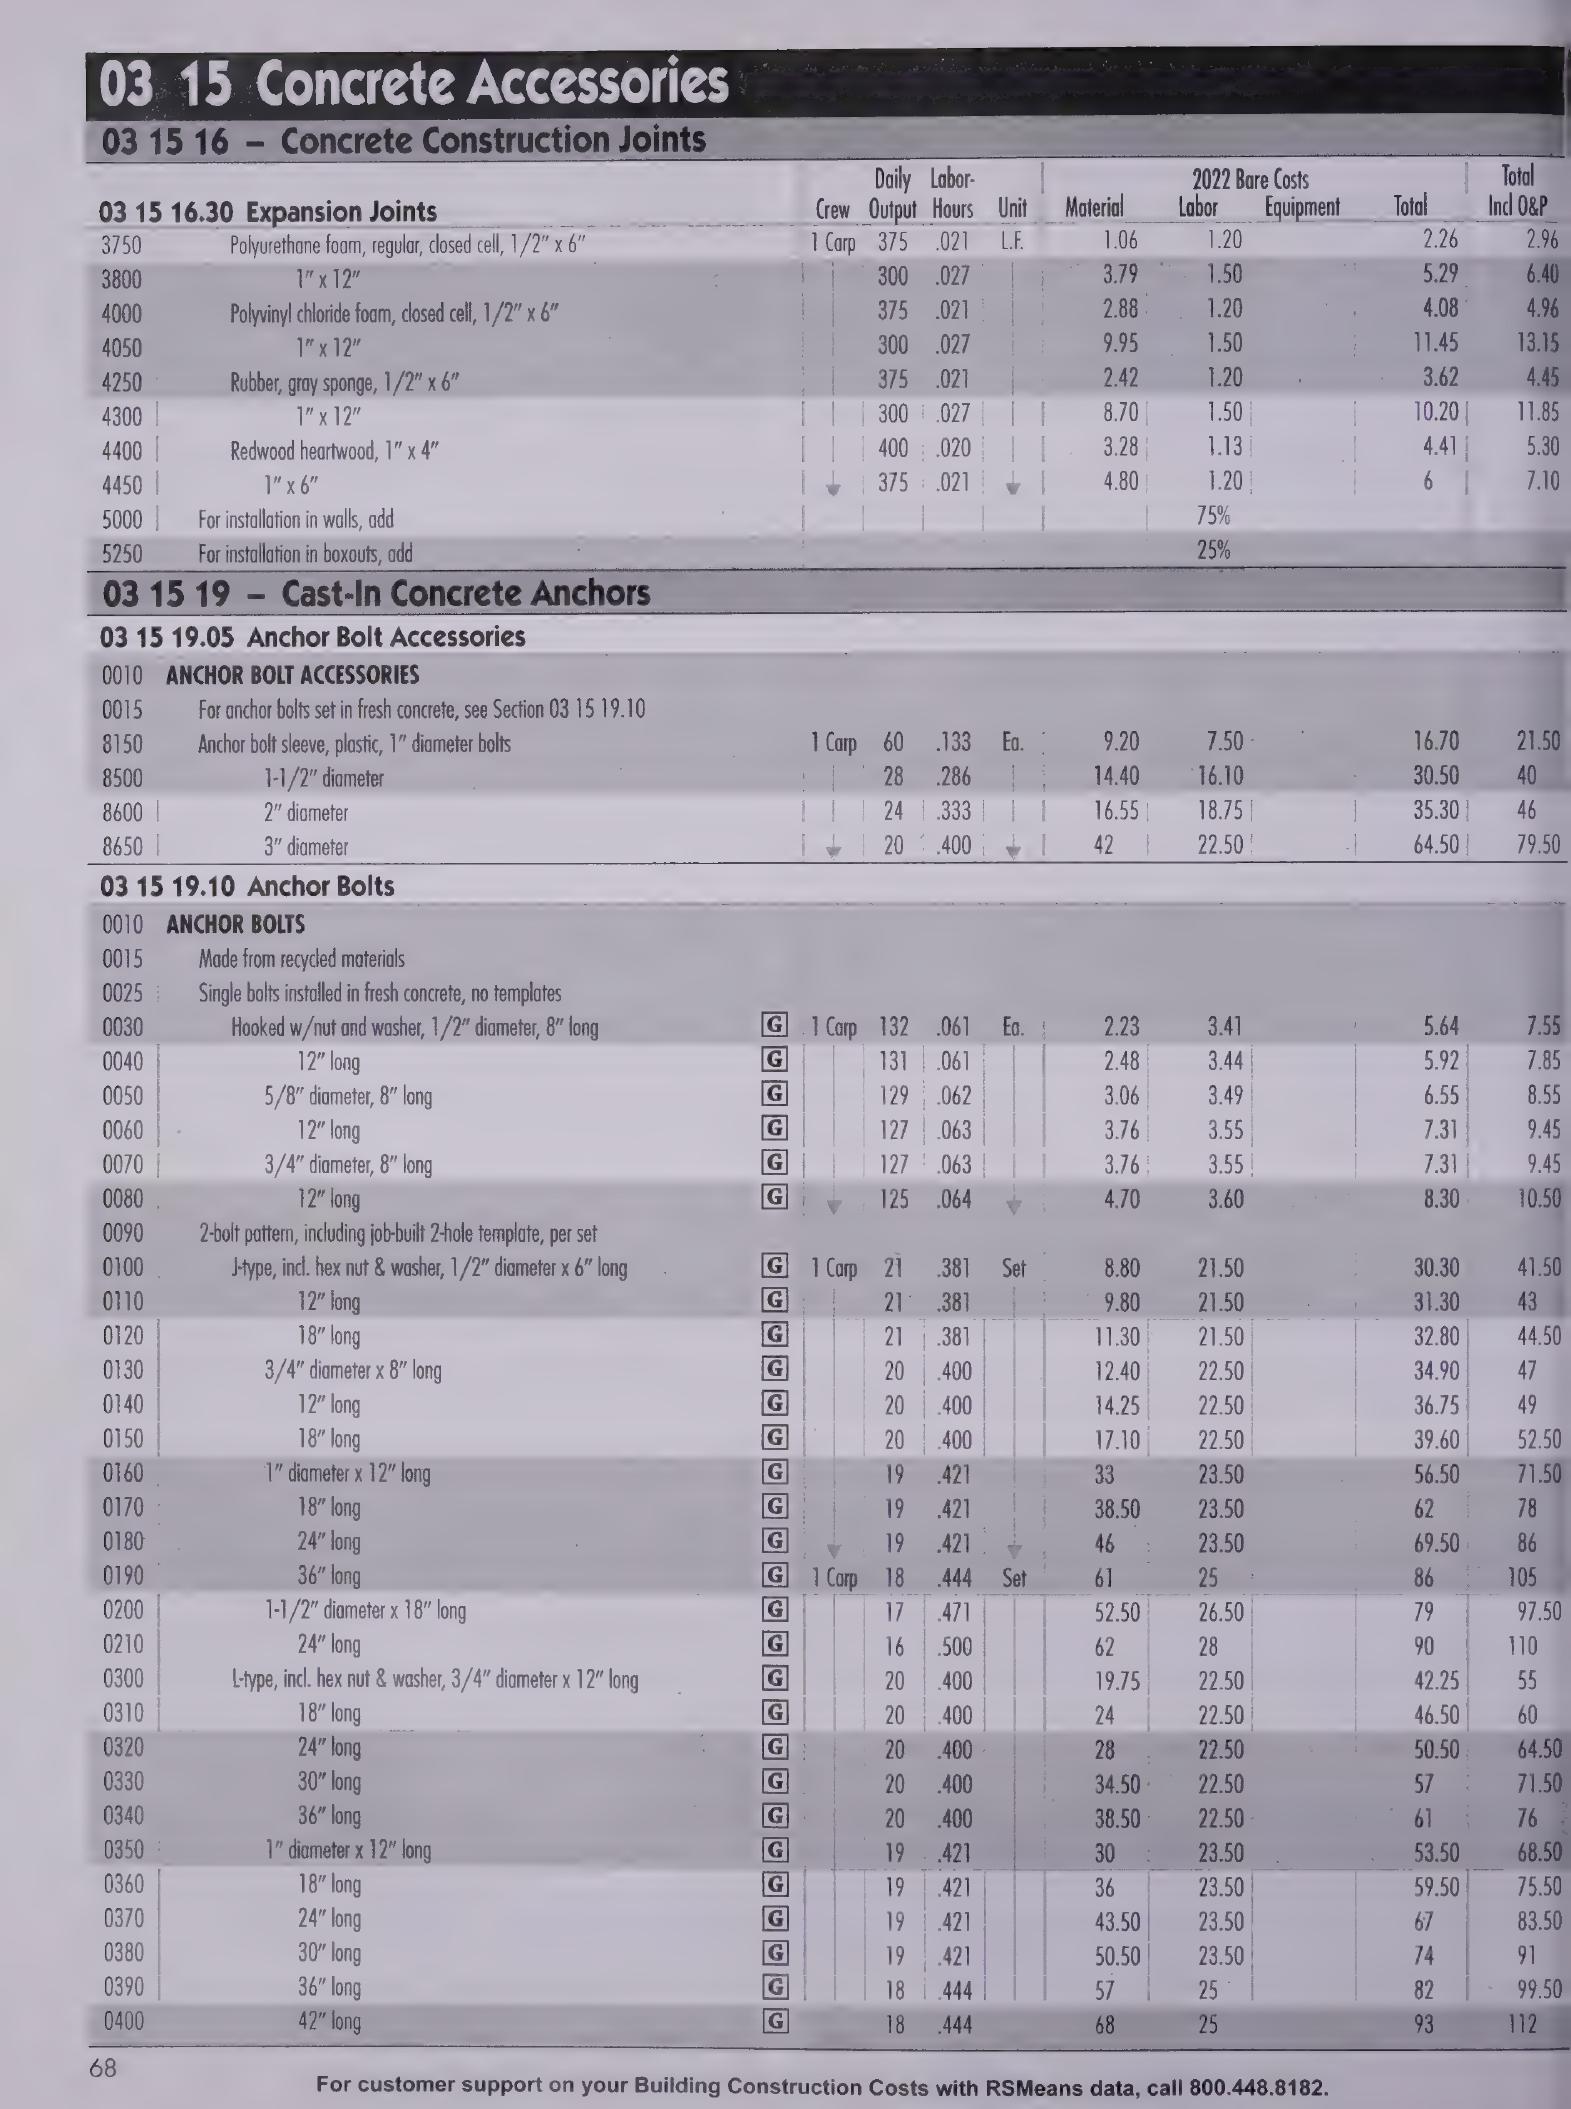 03 15 Concrete Accessories
03 15 16 – Concrete Construction Joints
Daily Labor- 2022 Bare Costs Total
03 15 16.30 Expansion Joints Crew Output Hours Unit Material Labor Equipment Total Incl O&P
3750 Polyurethane foam, regular, closed cell, 1/2" x 6" 1 Carp 375 .021 L.F. 1.06 1.20 2.26 2.96
3800 1" x 12" 300 .027 3.79 1.50 5.29 6.40
4000 Polyvinyl chloride foam, closed cell, 1/2" x 6" 375 .021 2.88 1.20 4.08 4.96
4050 1" x 12" 300 .027 9.95 1.50 11.45 13.15
4250 Rubber, gray sponge, 1/2" x 6" 375 .021 2.42 1.20 3.62 4.45
4300 1" x 12" 300 .027 8.70 1.50 10.20 11.85
4400 Redwood heartwood, 1" x 4" 400 .020 3.28 1.13 4.41 5.30
4450 1" x 6" 375 .021 4.80 1.20 6 7.10
5000 For installation in walls, add 75%
5250 For installation in boxouts, add 25%
03 15 19 – Cast-In Concrete Anchors
03 15 19.05 Anchor Bolt Accessories
0010 ANCHOR BOLT ACCESSORIES
0015 For anchor bolts set in fresh concrete, see Section 03 15 19.10
8150 Anchor bolt sleeve, plastic, 1" diameter bolts 1 Carp 60 .133 Ea. 9.20 7.50 16.70 21.50
8500 1-1/2" diameter 28 .286 14.40 16.10 30.50 40
8600 2" diameter 24 .333 16.55 18.75 35.30 46
8650 3" diameter 20 .400 42 22.50 64.50 79.50
03 15 19.10 Anchor Bolts
0010 ANCHOR BOLTS
0015 Made from recycled materials
0025 Single bolts installed in fresh concrete, no templates
0030 Hooked w/nut and washer, 1/2" diameter, 8" long G 1 Carp 132 .061 Ea. 2.23 3.41 5.64 7.55
0040 12" long G 131 .061 2.48 3.44 5.92 7.85
0050 5/8" diameter, 8" long G 129 .062 3.06 3.49 6.55 8.55
0060 12" long G 127 .063 3.76 3.55 7.31 9.45
0070 3/4" diameter, 8" long G 127 .063 3.76 3.55 7.31 9.45
0080 12" long G 125 .064 4.70 3.60 8.30 10.50
0090 2-bolt pattern, including job-built 2-hole template, per set
0100 J-type, incl. hex nut & washer, 1/2" diameter x 6" long G 1 Carp 21 .381 Set 8.80 21.50 30.30 41.50
0110 12" long G 21 .381 9.80 21.50 31.30 43
0120 18" long G 21 .381 11.30 21.50 32.80 44.50
0130 3/4" diameter x 8" long G 20 .400 12.40 22.50 34.90 47
0140 12" long G 20 .400 14.25 22.50 36.75 49
0150 18" long G 20 .400 17.10 22.50 39.60 52.50
0160 1" diameter x 12" long G 19 .421 33 23.50 56.50 71.50
0170 18" long G 19 .421 38.50 23.50 62 78
0180 24" long G 19 .421 46 23.50 69.50 86
0190 36" long G 1 Carp 18 .444 Set 61 25 86 105
0200 1-1/2" diameter x 18" long G 17 .471 52.50 26.50 79 97.50
0210 24" long G 16 .500 62 28 90 110
0300 L-type, incl. hex nut & washer, 3/4" diameter x 12" long G 20 .400 19.75 22.50 42.25 55
0310 18" long G 20 .400 24 22.50 46.50 60
0320 24" long G 20 .400 28 22.50 50.50 64.50
0330 30" long G 20 .400 34.50 22.50 57 71.50
0340 36" long G 20 .400 38.50 22.50 61 76
0350 1" diameter x 12" long G 19 .421 30 23.50 53.50 68.50
0360 18" long G 19 .421 36 23.50 59.50 75.50
0370 24" long G 19 .421 43.50 23.50 67 83.50
0380 30" long G 19 .421 50.50 23.50 74 91
0390 36" long G 18 .444 57 25 82 99.50
0400 42" long G 18 .444 68 25 93 112
68
For customer support on your Building Construction Costs with RSMeans data, call 800.448.8182.